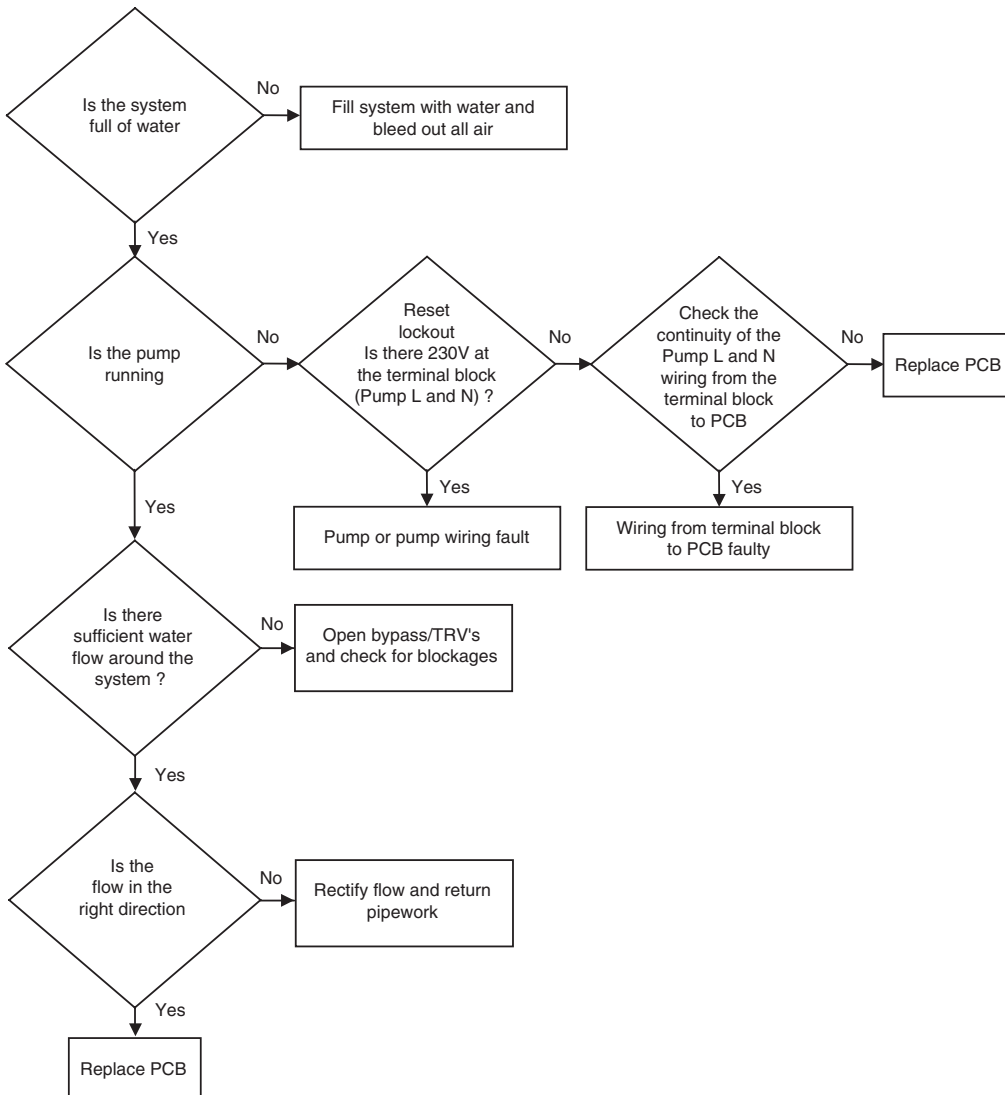 Is the system
full of water
No
Fill system with water and
bleed out all air
Yes
Is the pump
running
No
Reset
lockout
Is there 230V at
the terminal block
(Pump L and N) ?
No
Check the
continuity of the
Pump L and N
wiring from the
terminal block
to PCB
No
Replace PCB
Yes
Yes
Yes
Pump or pump wiring fault
Wiring from terminal block
to PCB faulty
Is there
sufficient water
flow around the
system ?
No
Open bypass/TRV's
and check for blockages
Yes
Is the
flow in the
right direction
No
Rectify flow and return
pipework
Yes
Replace PCB